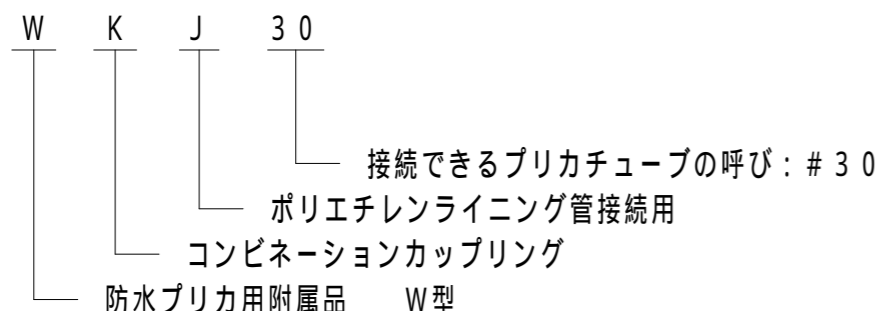 W K J 30
接続できるプリカチューブの呼び：＃３０
ポリエチレンライニング管接続用
コンビネーションカップリング
防水プリカ用附属品　W型